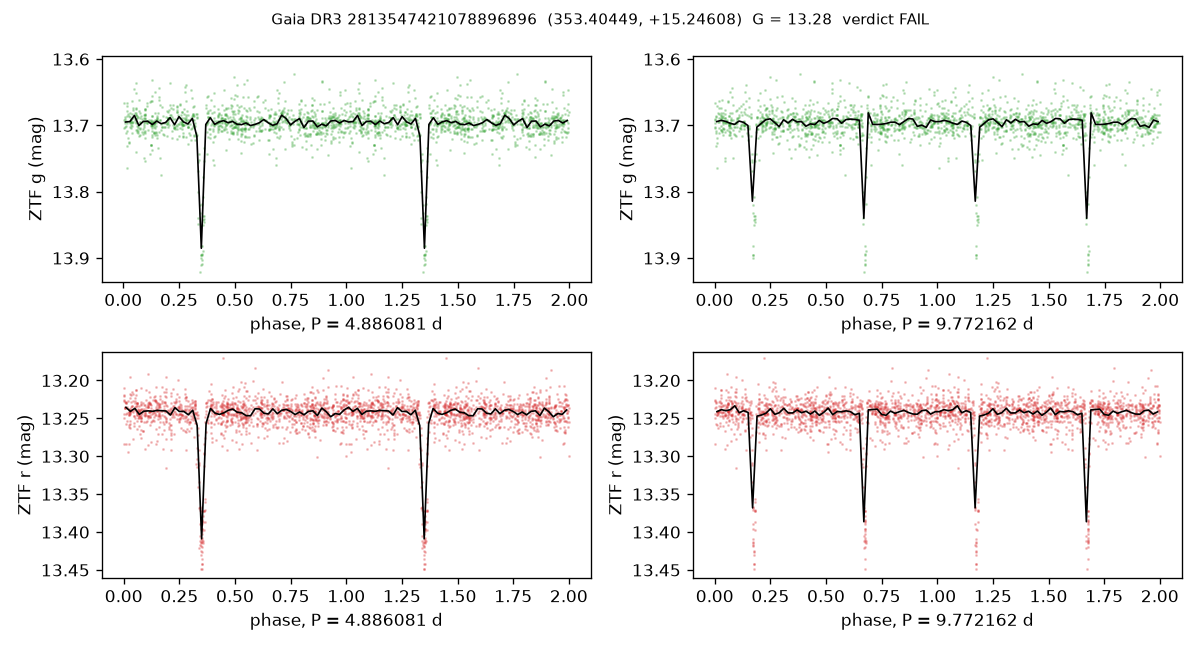 Gaia DR3 2813547421078896896 (353.40449, +15.24608) G = 13.28 verdict FAIL
ZTF g (mag)
13.6
13.7
13.8
13.9
0.00 0.25 0.50 0.75 1.00 1.25 1.50 1.75 2.00
phase, P = 4.886081 d
ZTF g (mag)
13.6
13.7
13.8
13.9
0.00 0.25 0.50 0.75 1.00 1.25 1.50 1.75 2.00
phase, P = 9.772162 d
ZTF r (mag)
13.20
13.25
13.30
13.35
13.40
13.45
0.00 0.25 0.50 0.75 1.00 1.25 1.50 1.75 2.00
phase, P = 4.886081 d
ZTF r (mag)
13.20
13.25
13.30
13.35
13.40
13.45
0.00 0.25 0.50 0.75 1.00 1.25 1.50 1.75 2.00
phase, P = 9.772162 d